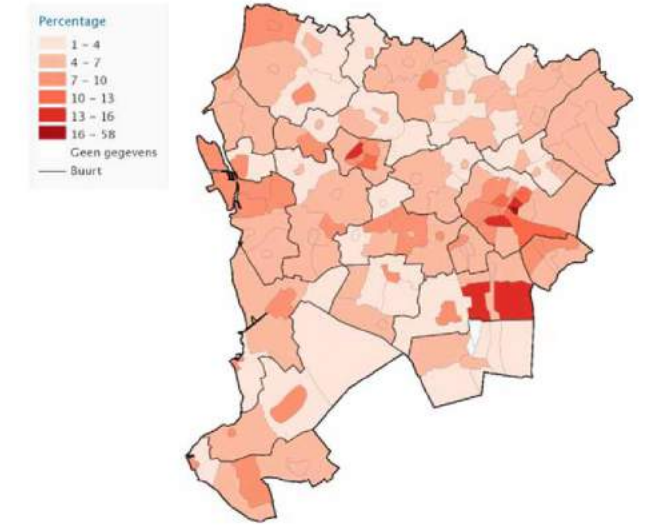 Percentage
1 – 4
4 – 7
7 – 10
10 – 13
13 – 16
16 – 58
Geen gegevens
Buurt